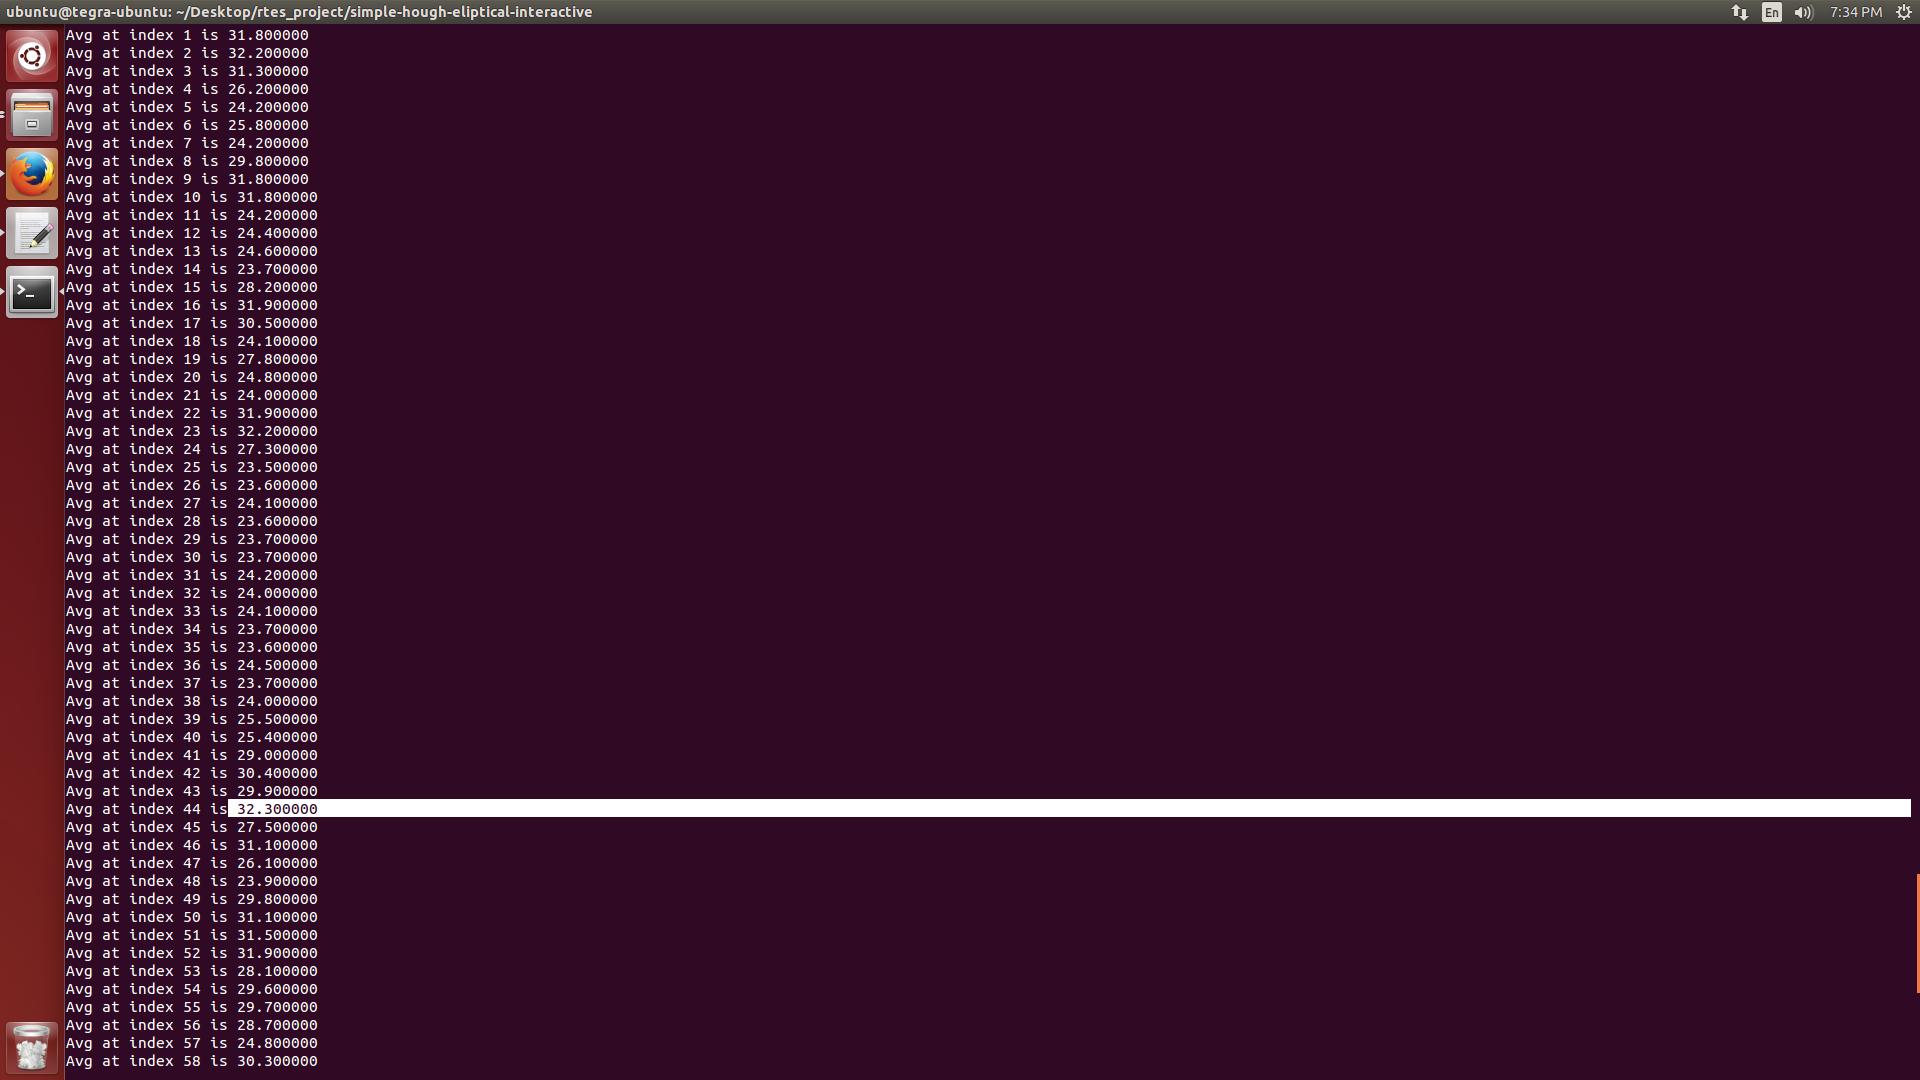 ubuntu@tegra-ubuntu: ~/Desktop/rtes_project/simple-hough-eliptical-interactive
En
7:34 PM
Avg at index 1 is 31.800000
Avg at index 2 is 32.200000
Avg at index 3 is 31.300000
Avg at index 4 is 26.200000
Avg at index 5 is 24.200000
Avg at index 6 is 25.800000
Avg at index 7 is 24.200000
Avg at index 8 is 29.800000
Avg at index 9 is 31.800000
Avg at index 10 is 31.800000
Avg at index 11 is 24.200000
Avg at index 12 is 24.400000
Avg at index 13 is 24.600000
Avg at index 14 is 23.700000
Avg at index 15 is 28.200000
Avg at index 16 is 31.900000
Avg at index 17 is 30.500000
Avg at index 18 is 24.100000
Avg at index 19 is 27.800000
Avg at index 20 is 24.800000
Avg at index 21 is 24.000000
Avg at index 22 is 31.900000
Avg at index 23 is 32.200000
Avg at index 24 is 27.300000
Avg at index 25 is 23.500000
Avg at index 26 is 23.600000
Avg at index 27 is 24.100000
Avg at index 28 is 23.600000
Avg at index 29 is 23.700000
Avg at index 30 is 23.700000
Avg at index 31 is 24.200000
Avg at index 32 is 24.000000
Avg at index 33 is 24.100000
Avg at index 34 is 23.700000
Avg at index 35 is 23.600000
Avg at index 36 is 24.500000
Avg at index 37 is 23.700000
Avg at index 38 is 24.000000
Avg at index 39 is 25.500000
Avg at index 40 is 25.400000
Avg at index 41 is 29.000000
Avg at index 42 is 30.400000
Avg at index 43 is 29.900000
Avg at index 44 is 32.300000
Avg at index 45 is 27.500000
Avg at index 46 is 31.100000
Avg at index 47 is 26.100000
Avg at index 48 is 23.900000
Avg at index 49 is 29.800000
Avg at index 50 is 31.100000
Avg at index 51 is 31.500000
Avg at index 52 is 31.900000
Avg at index 53 is 28.100000
Avg at index 54 is 29.600000
Avg at index 55 is 29.700000
Avg at index 56 is 28.700000
Avg at index 57 is 24.800000
Avg at index 58 is 30.300000